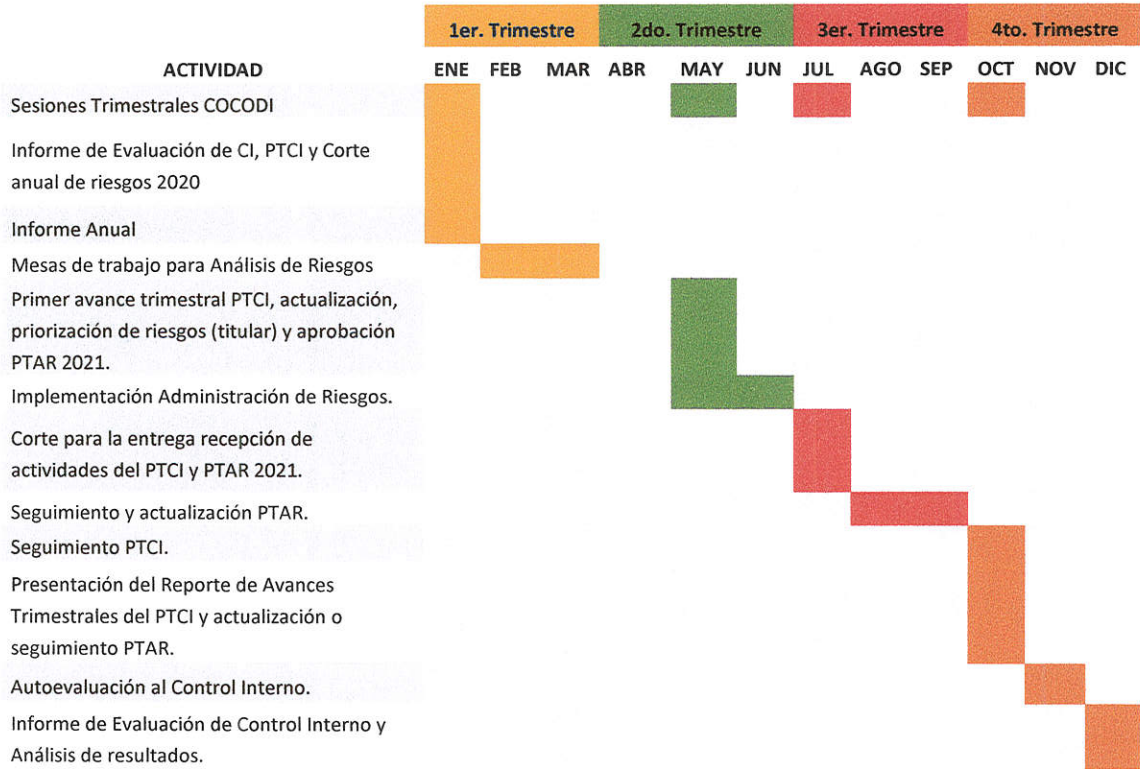 1er. Trimestre 2do. Trimestre 3er. Trimestre 4to. Trimestre
ACTIVIDAD ENE FEB MAR ABR MAY JUN JUL AGO SEP OCT NOV DIC
Sesiones Trimestrales COCODI
Informe de Evaluación de CI, PTCI y Corte
anual de riesgos 2020
Informe Anual
Mesas de trabajo para Análisis de Riesgos
Primer avance trimestral PTCI, actualización,
priorización de riesgos (titular) y aprobación
PTAR 2021.
Implementación Administración de Riesgos.
Corte para la entrega recepción de
actividades del PTCI y PTAR 2021.
Seguimiento y actualización PTAR.
Seguimiento PTCI.
Presentación del Reporte de Avances
Trimestrales del PTCI y actualización o
seguimiento PTAR.
Autoevaluación al Control Interno.
Informe de Evaluación de Control Interno y
Análisis de resultados.